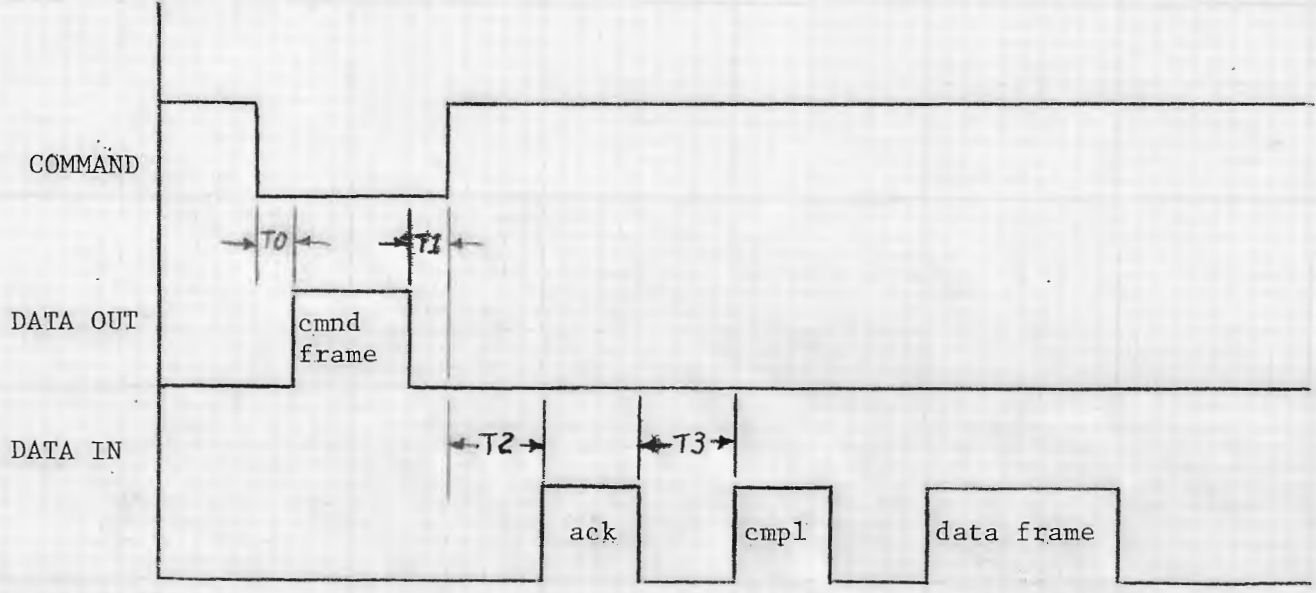 COMMAND
T0
T1
DATA OUT
cmnd
frame
DATA IN
T2
T3
ack
cmpl
data frame